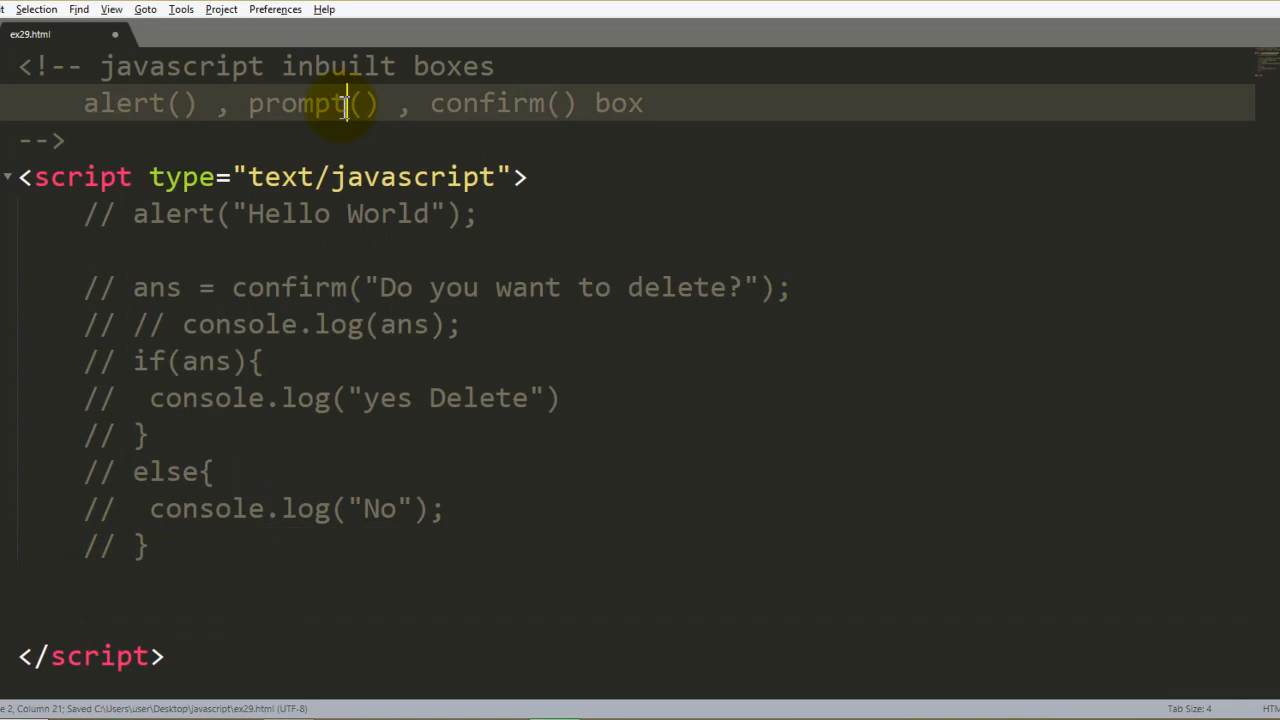 t Selection Find View Goto Tools Project Preferences Help
ex29.html
<!-- javascript inbuilt boxes
alert() , prompt() , confirm() box
-->
<script type="text/javascript">
// alert("Hello World");
// ans = confirm("Do you want to delete?");
// // console.log(ans);
// if(ans){
//  console.log("yes Delete")
// }
// else{
//  console.log("No");
// }
</script>
e 2, Column 21; Saved C:\Users\user\Desktop\javascript\ex29.html (UTF-8) Tab Size: 4 HTM